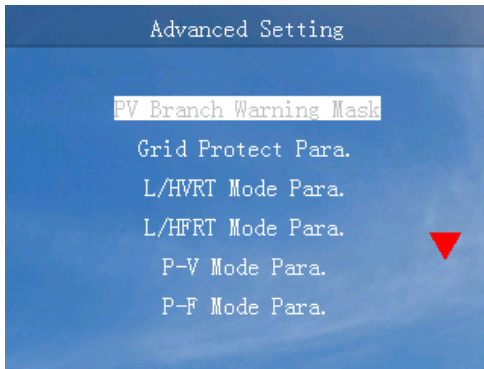 Advanced Setting
PV Branch Warning Mask
Grid Protect Para.
L/HVRT Mode Para.
L/HFRT Mode Para.
P-V Mode Para.
P-F Mode Para.